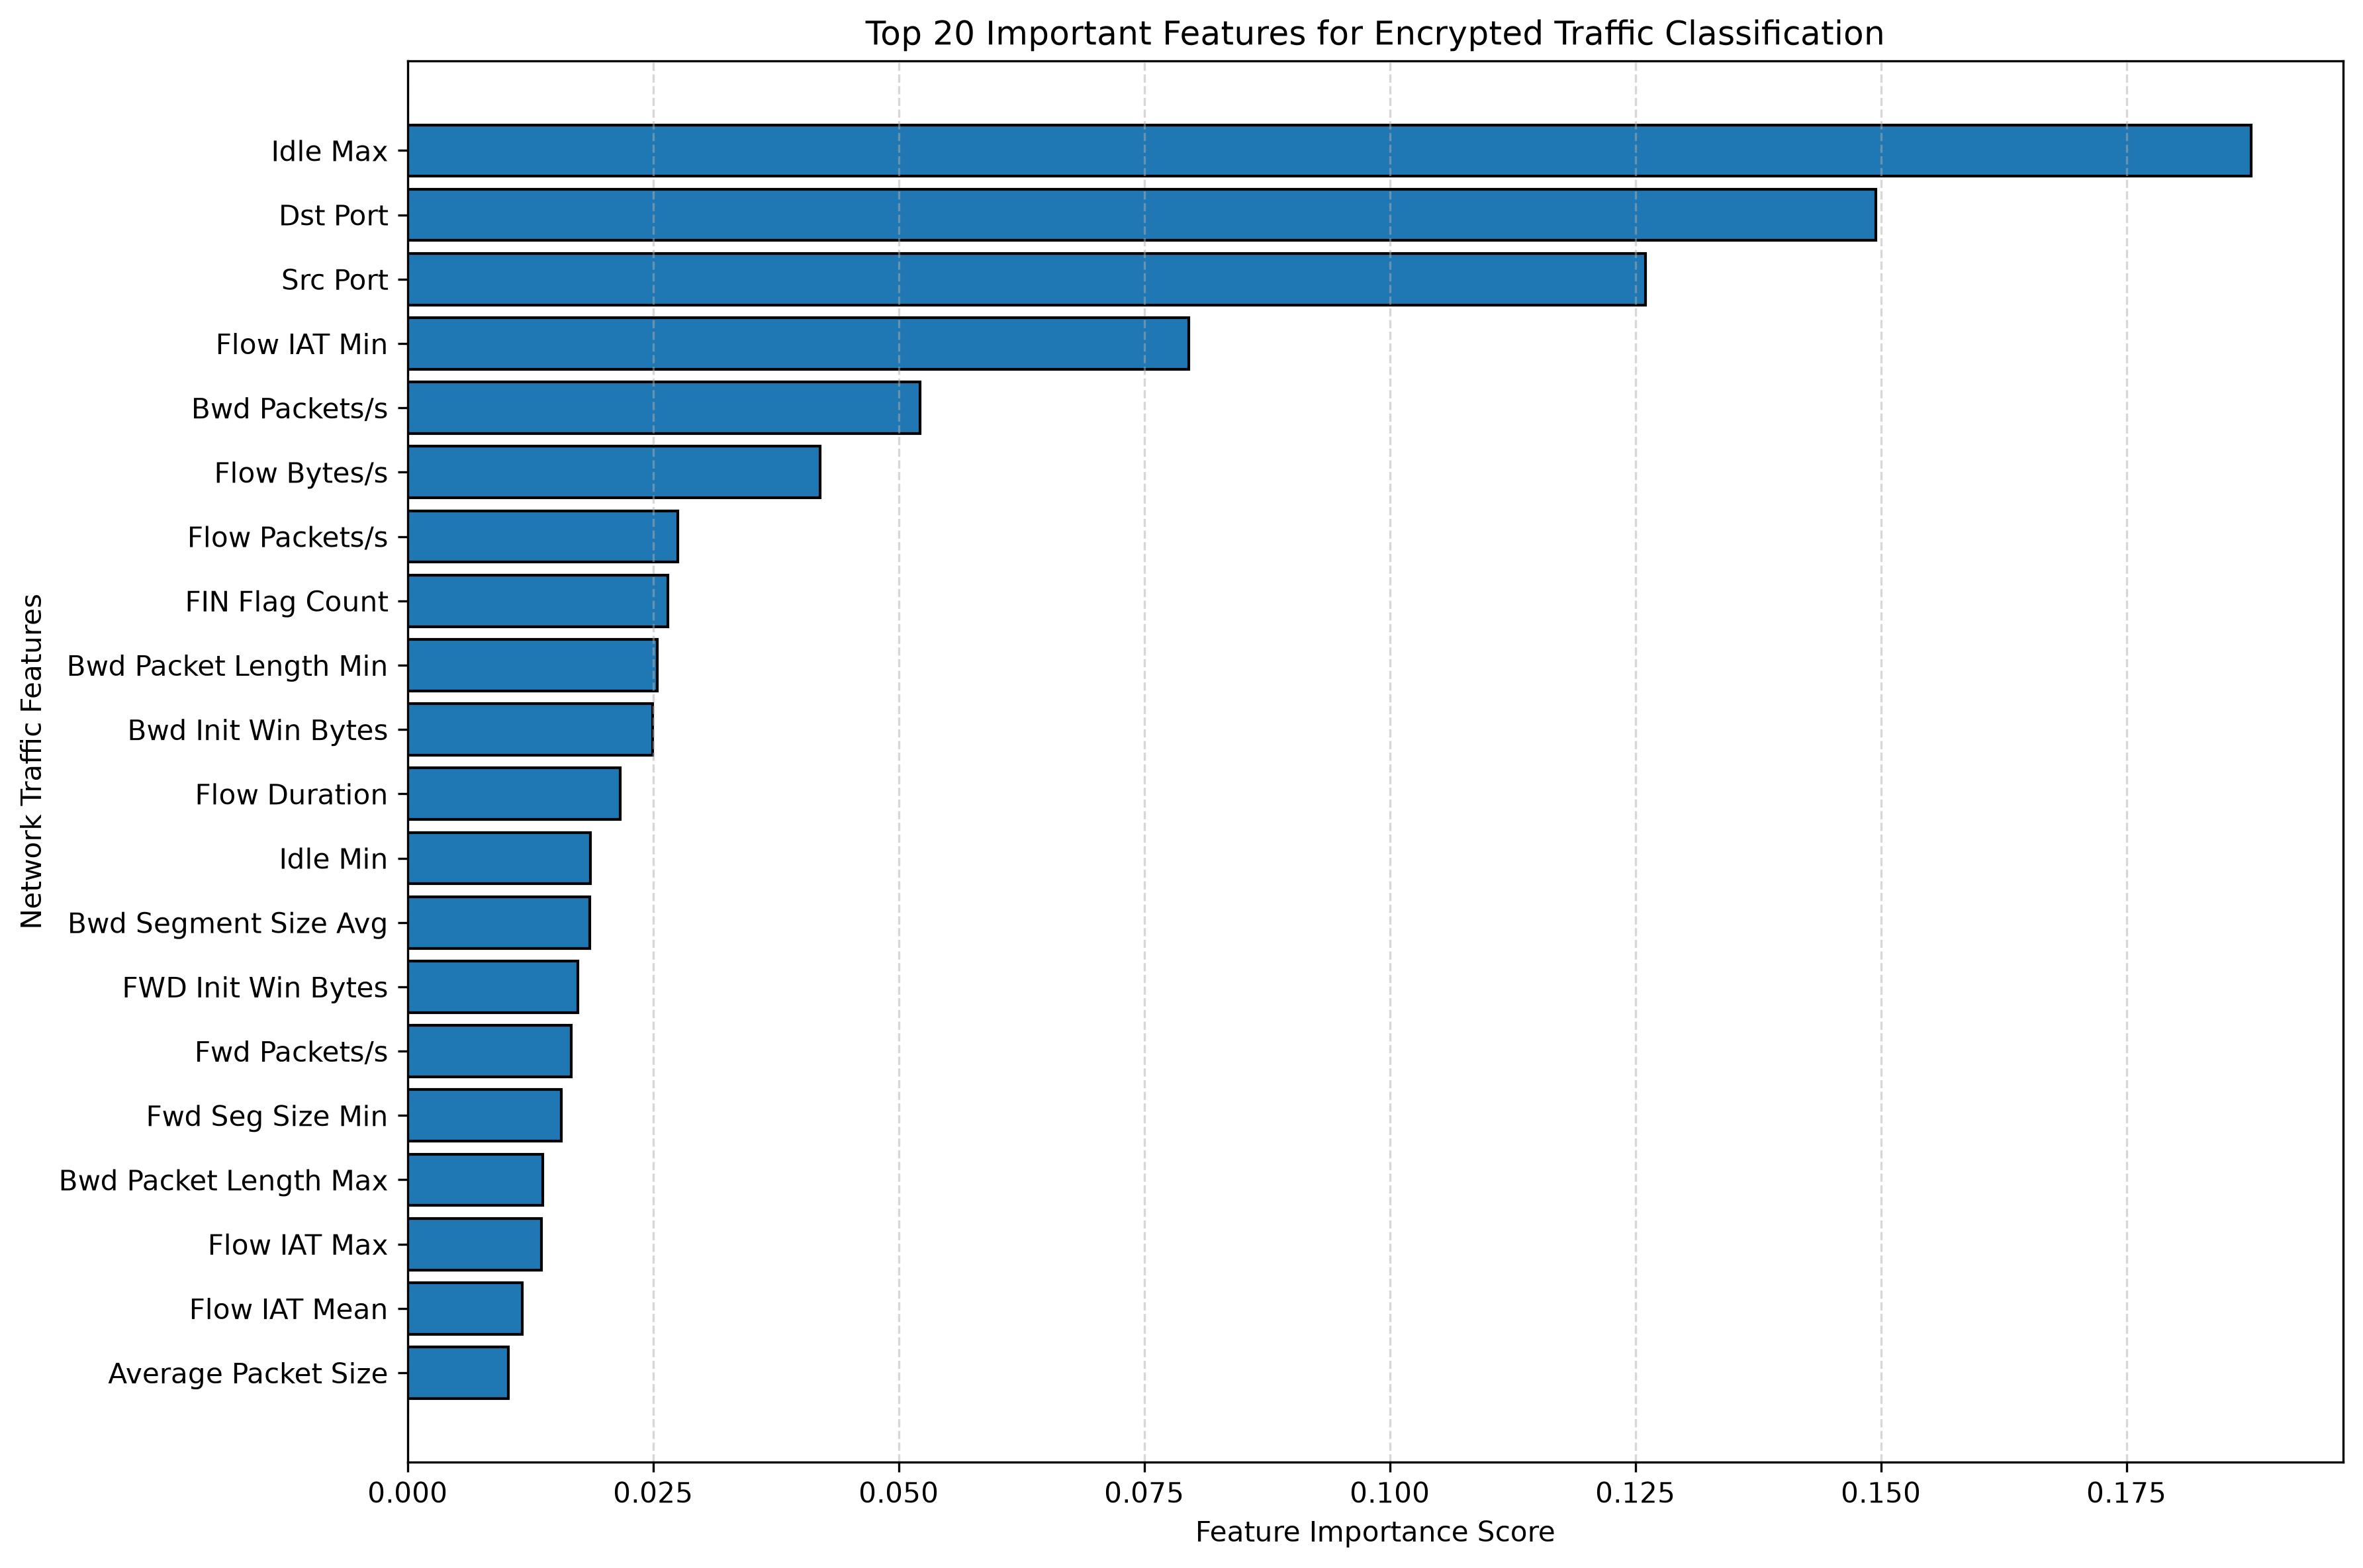 Top 20 Important Features for Encrypted Traffic Classification
Network Traffic Features
Idle Max
Dst Port
Src Port
Flow IAT Min
Bwd Packets/s
Flow Bytes/s
Flow Packets/s
FIN Flag Count
Bwd Packet Length Min
Bwd Init Win Bytes
Flow Duration
Idle Min
Bwd Segment Size Avg
FWD Init Win Bytes
Fwd Packets/s
Fwd Seg Size Min
Bwd Packet Length Max
Flow IAT Max
Flow IAT Mean
Average Packet Size
0.000 0.025 0.050 0.075 0.100 0.125 0.150 0.175
Feature Importance Score